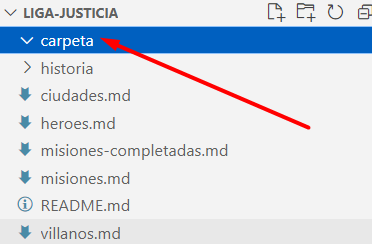 LIGA-JUSTICIA
carpeta
historia
ciudades.md
heroes.md
misiones-completadas.md
misiones.md
README.md
villanos.md